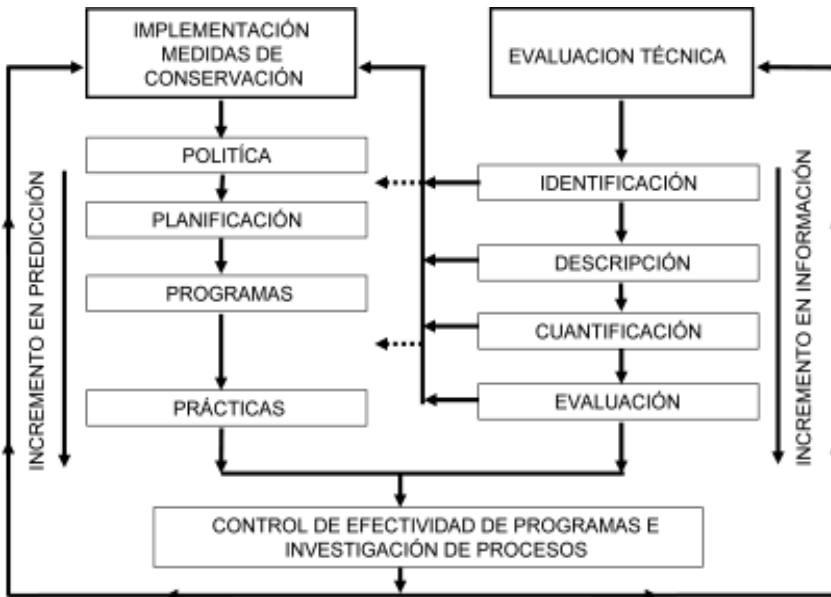 IMPLEMENTACIÓN
MEDIDAS DE
CONSERVACIÓN
EVALUACION TÉCNICA
POLITÍCA
IDENTIFICACIÓN
PLANIFICACIÓN
DESCRIPCIÓN
PROGRAMAS
CUANTIFICACIÓN
PRÁCTICAS
EVALUACIÓN
INCREMENTO EN PREDICCIÓN
INCREMENTO EN INFORMACIÓN
CONTROL DE EFECTIVIDAD DE PROGRAMAS E
INVESTIGACIÓN DE PROCESOS